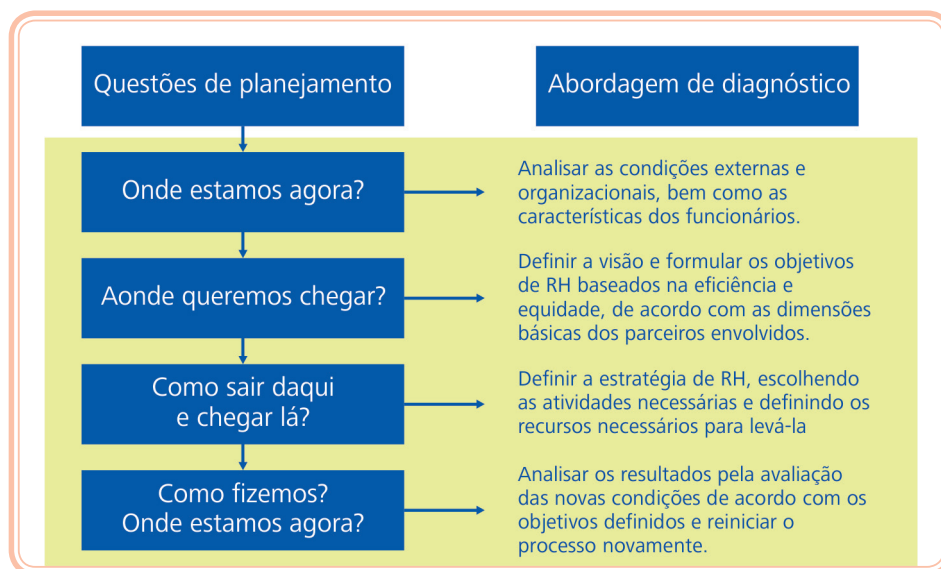 Questões de planejamento
Abordagem de diagnóstico
Onde estamos agora?
Analisar as condições externas e
organizacionais, bem como as
características dos funcionários.
Aonde queremos chegar?
Definir a visão e formular os objetivos
de RH baseados na eficiência e
equidade, de acordo com as dimensões
básicas dos parceiros envolvidos.
Como sair daqui
e chegar lá?
Definir a estratégia de RH, escolhendo
as atividades necessárias e definindo os
recursos necessários para levá-la
Como fizemos?
Onde estamos agora?
Analisar os resultados pela avaliação
das novas condições de acordo com os
objetivos definidos e reiniciar o
processo novamente.